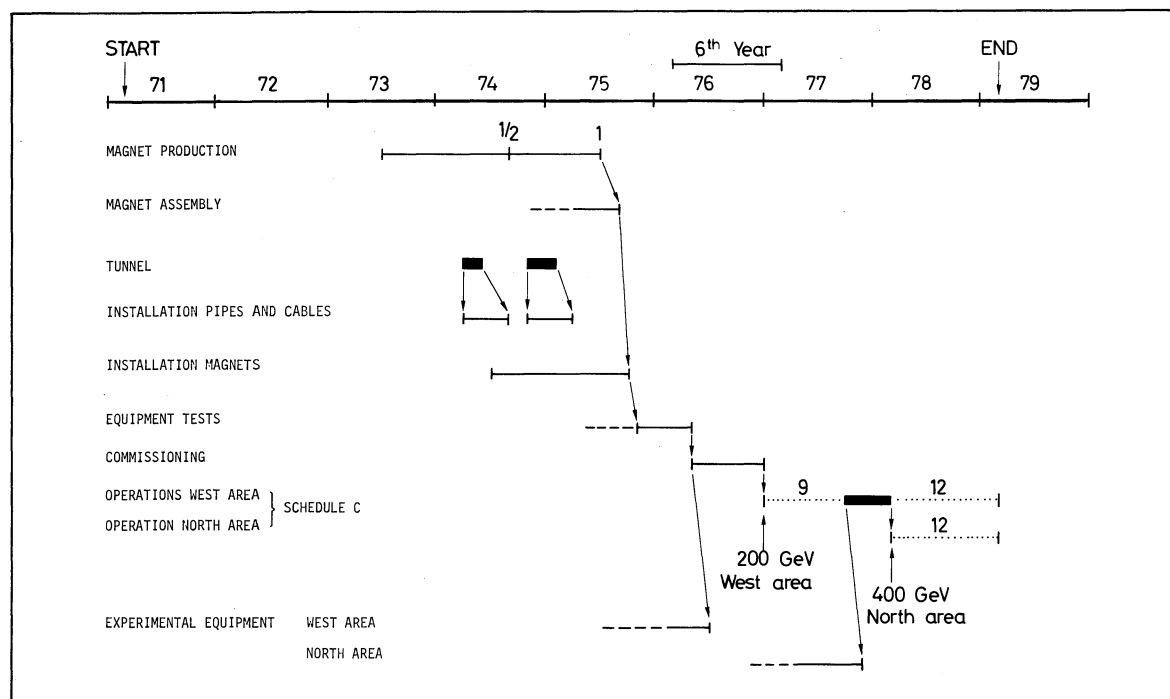 START 6th Year END
71 72 73 74 75 76 77 78 79
1/2 1
MAGNET PRODUCTION
MAGNET ASSEMBLY
TUNNEL
INSTALLATION PIPES AND CABLES
INSTALLATION MAGNETS
EQUIPMENT TESTS
COMMISSIONING
OPERATIONS WEST AREA
OPERATION NORTH AREA
SCHEDULE C
9 12
12
200 GeV
West area
400 GeV
North area
EXPERIMENTAL EQUIPMENT WEST AREA
NORTH AREA